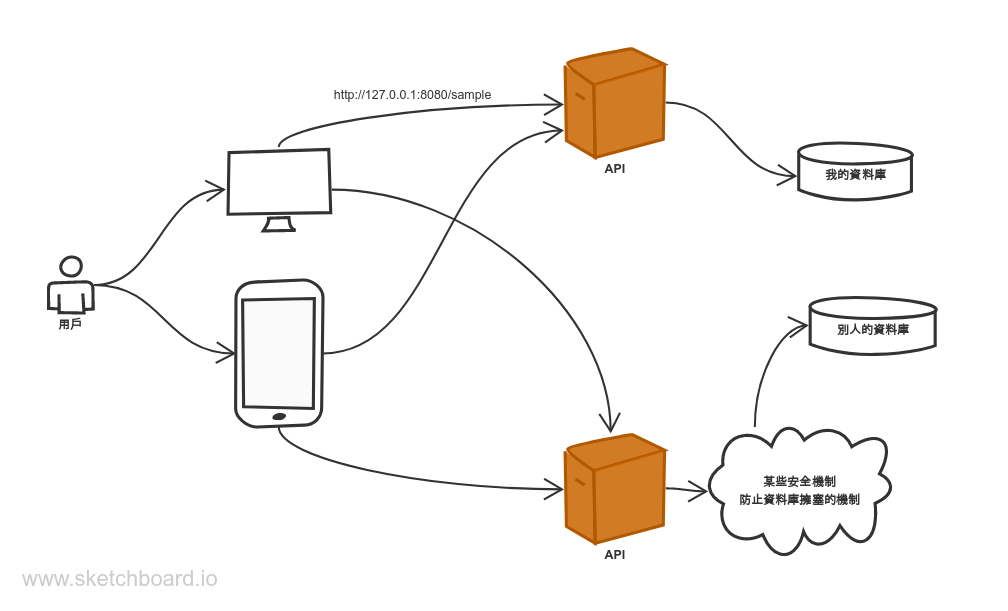 http://127.0.0.1:8080/sample
API
我的資料庫
用戶
別人的資料庫
某些安全機制
防止資料庫擁塞的機制
API
www.sketchboard.io